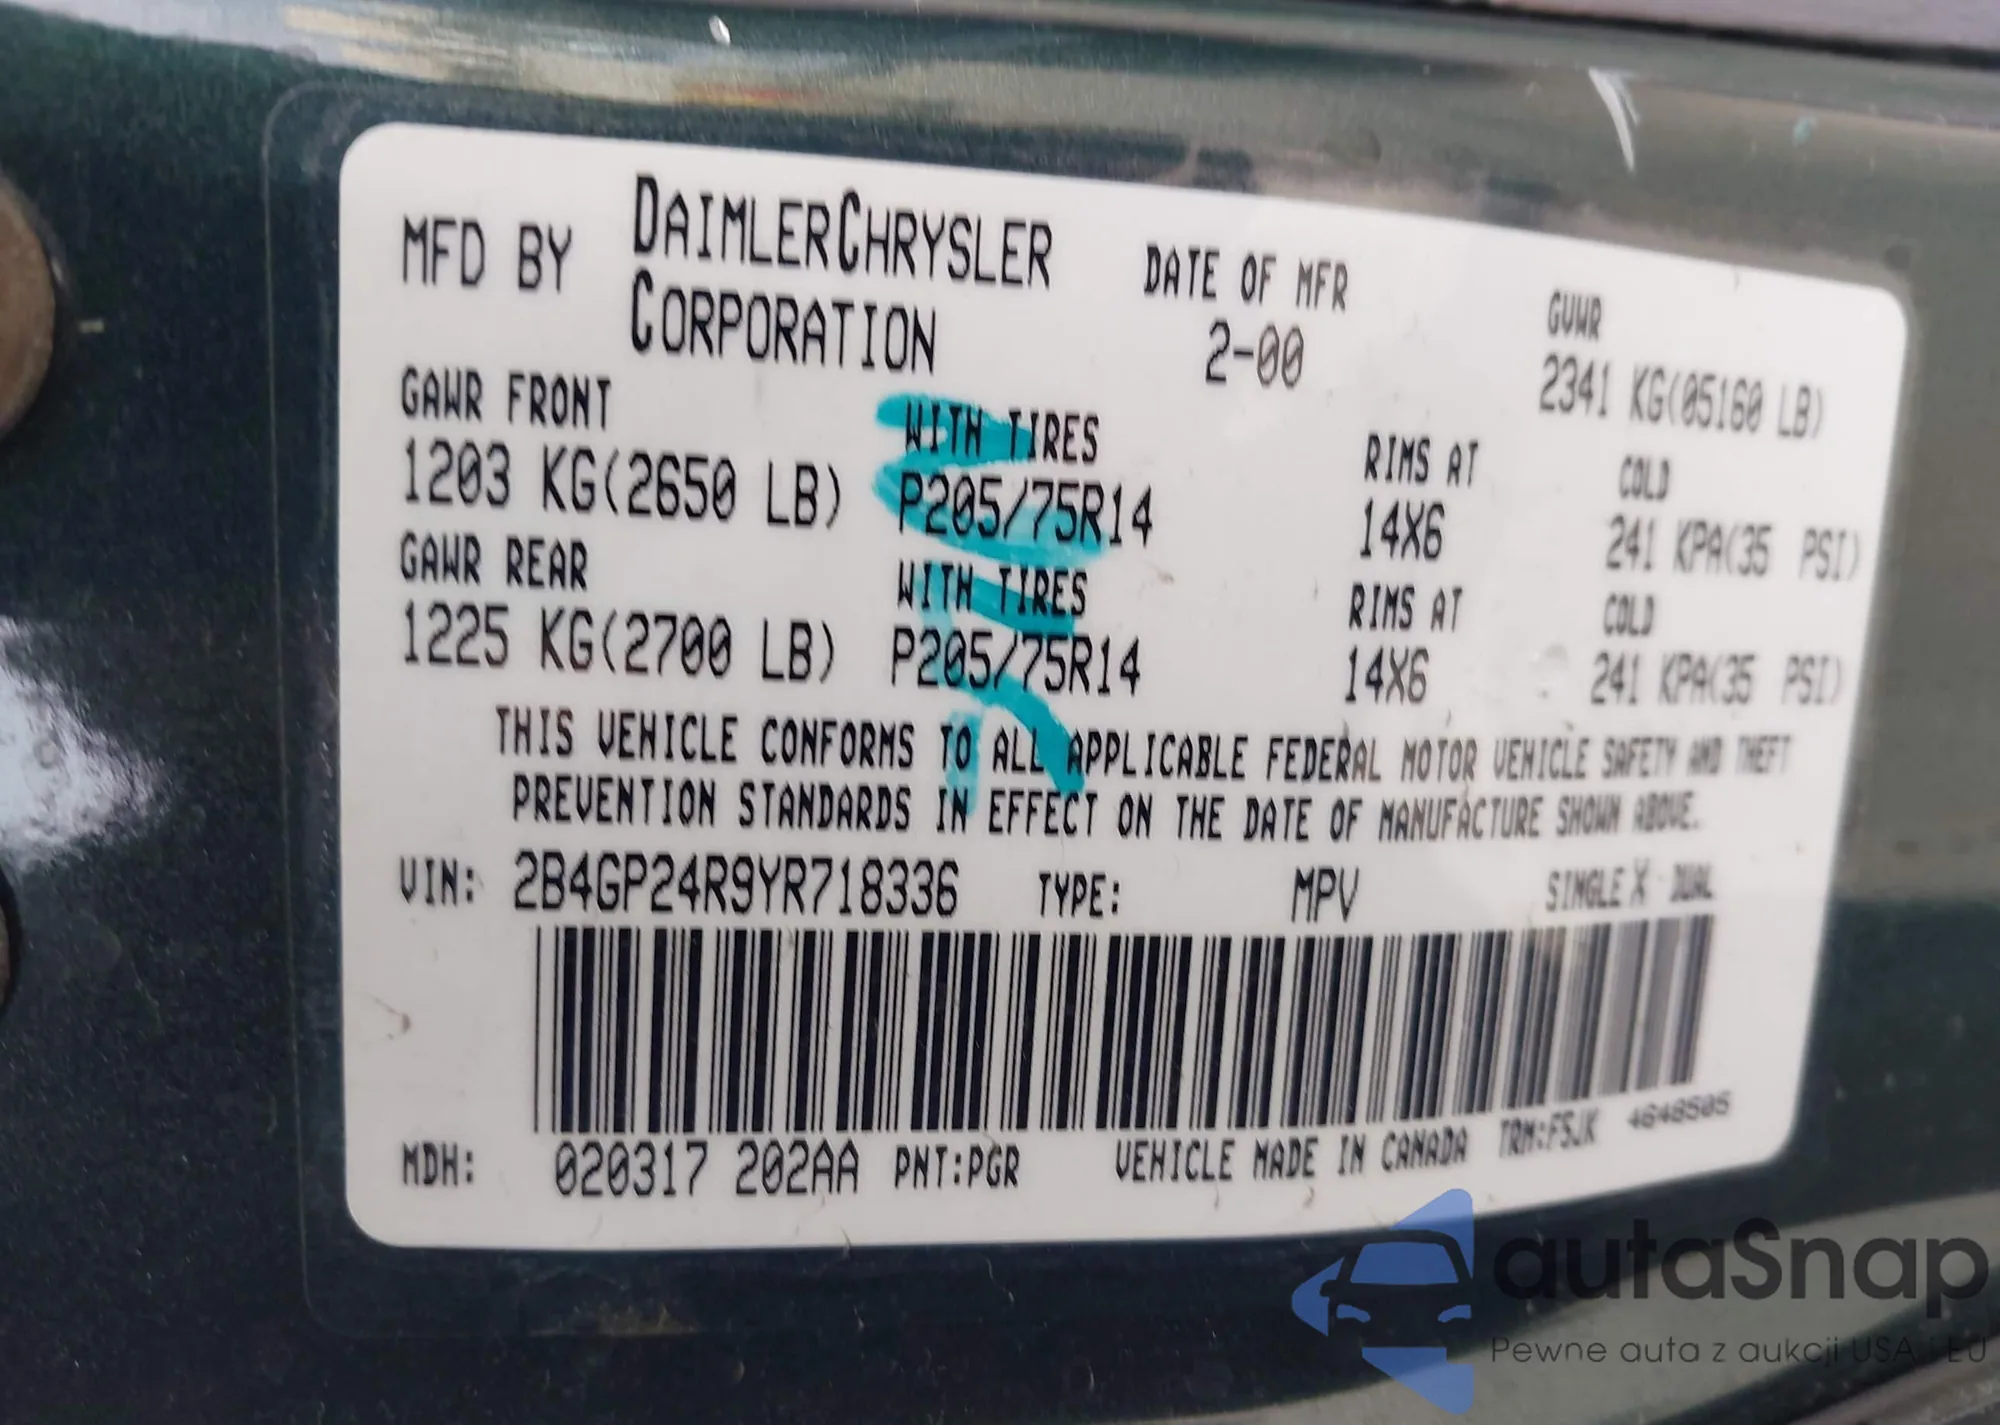 MFD BY DAIMLERCHRYSLER CORPORATION
DATE OF MFR
2-00
GVWR
2341 KG(05160 LB)
GAWR FRONT WITH TIRES RIMS AT COLD
1203 KG(2650 LB) P205/75R14 14X6 241 KPA(35 PSI)
GAWR REAR WITH TIRES RIMS AT COLD
1225 KG(2700 LB) P205/75R14 14X6 241 KPA(35 PSI)
THIS VEHICLE CONFORMS TO ALL APPLICABLE FEDERAL MOTOR VEHICLE SAFETY AND THEFT
PREVENTION STANDARDS IN EFFECT ON THE DATE OF MANUFACTURE SHOWN ABOVE.
VIN: 2B4GP24R9YR718336 TYPE: MPV SINGLE X DUAL
MDH: 020317 202AA PNT:PGR VEHICLE MADE IN CANADA TRM:F5JK 4648505
autaSnap
Pewne auta z aukcji USA i EU